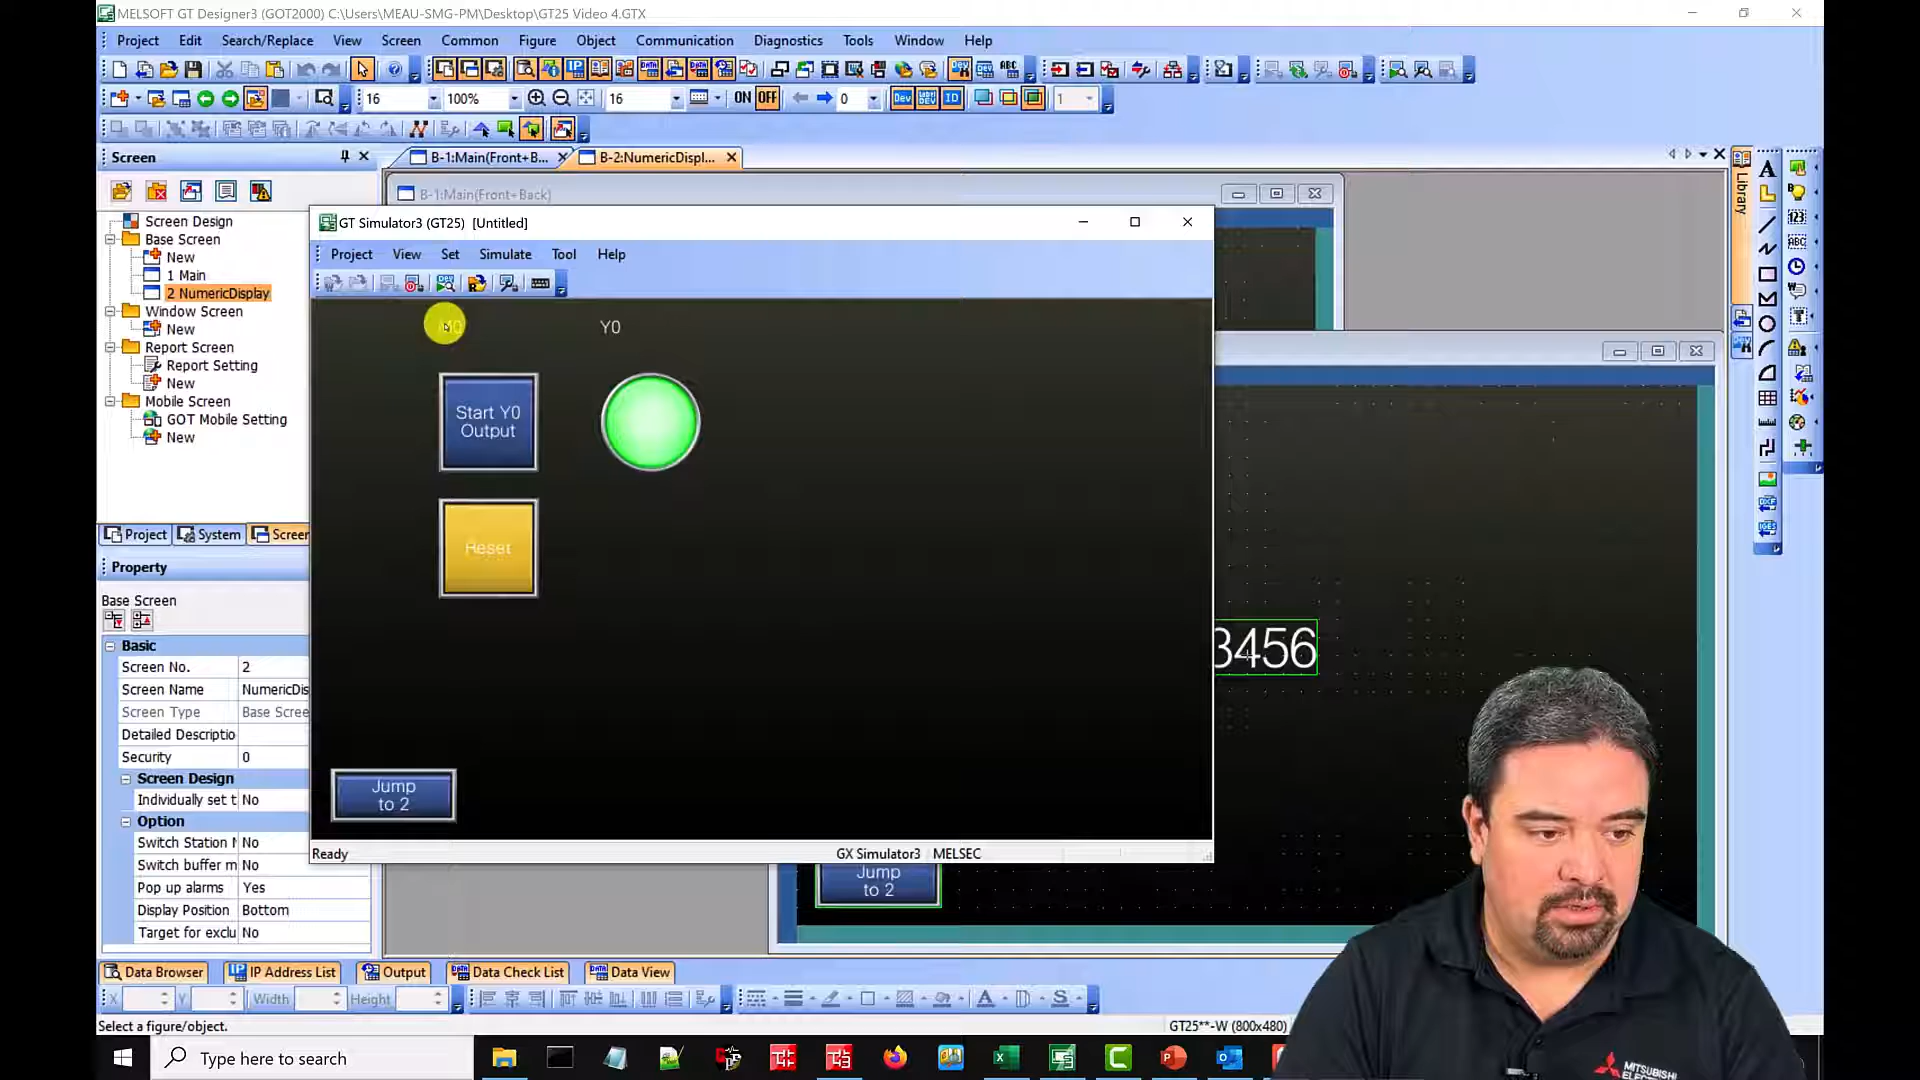 MELSOFT GT Designer3 (GOT2000) C:\Users\MEAU-SMG-PM\Desktop\GT25 Video 4.GTX
Project Edit Search/Replace View Screen Common Figure Object Communication Diagnostics Tools Window Help
16 100% 16 ON OFF 0 Dev ID 1
Screen
B-1:Main(Front+B...
B-2:NumericDispl...
B-1:Main(Front+Back)
Library
Screen Design
Base Screen
New
1 Main
2 NumericDisplay
Window Screen
New
Report Screen
Report Setting
New
Mobile Screen
GOT Mobile Setting
New
Project System Screen
GT Simulator3 (GT25) [Untitled]
Project View Set Simulate Tool Help
Y0
Start Y0
Output
Reset
Jump
to 2
Ready
GX Simulator3 MELSEC
3456
Jump
to 2
Property
Base Screen
Basic
Screen No. 2
Screen Name NumericDis
Screen Type Base Scree
Detailed Descriptio
Security 0
Screen Design
Individually set t No
Option
Switch Station N No
Switch buffer m No
Pop up alarms Yes
Display Position Bottom
Target for exclu No
Data Browser IP Address List Output Data Check List Data View
X Y Width Height
Select a figure/object.
GT25**-W (800x480)
Type here to search
MITSUBISHI